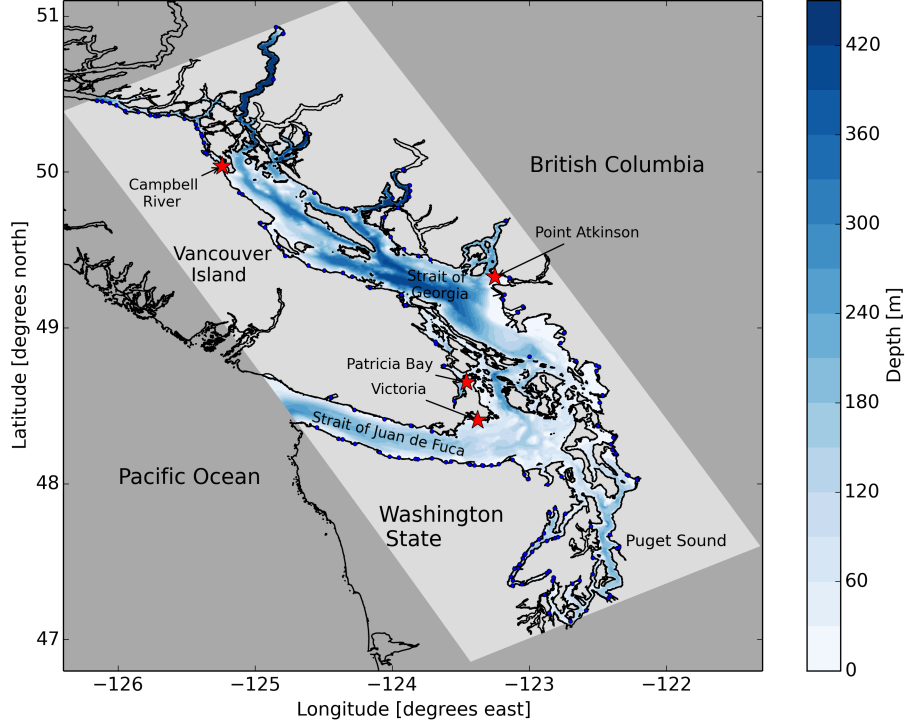 51
50
49
48
47
Latitude [degrees north]
British Columbia
Campbell
River
Point Atkinson
Vancouver
Island
Strait of
Georgia
Patricia Bay
Victoria
Strait of Juan de Fuca
Pacific Ocean
Washington
State
Puget Sound
−126
−125
−124
−123
−122
Longitude [degrees east]
420
360
300
240
180
120
60
0
Depth [m]